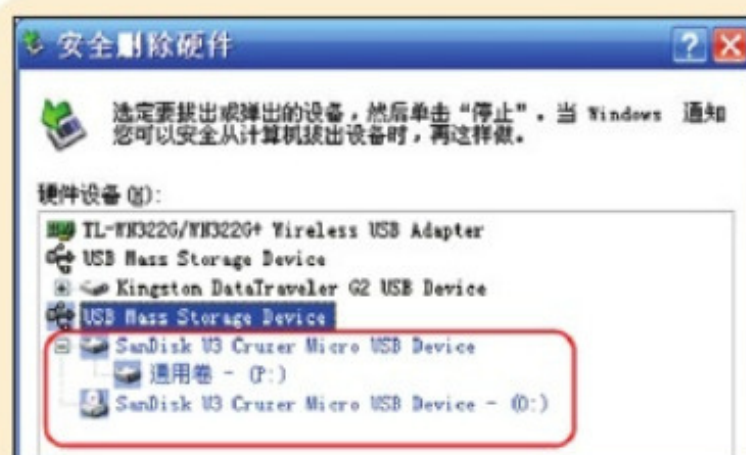 安全删除硬件
选定要拔出或弹出的设备，然后单击“停止”。当 Windows 通知
您可以安全从计算机拔出设备时，再这样做。
硬件设备(H):
TL-WN322G/WN322G+ Wireless USB Adapter
USB Mass Storage Device
Kingston DataTraveler G2 USB Device
USB Mass Storage Device
SanDisk U3 Cruzer Micro USB Device
通用卷 - (P:)
SanDisk U3 Cruzer Micro USB Device - (O:)